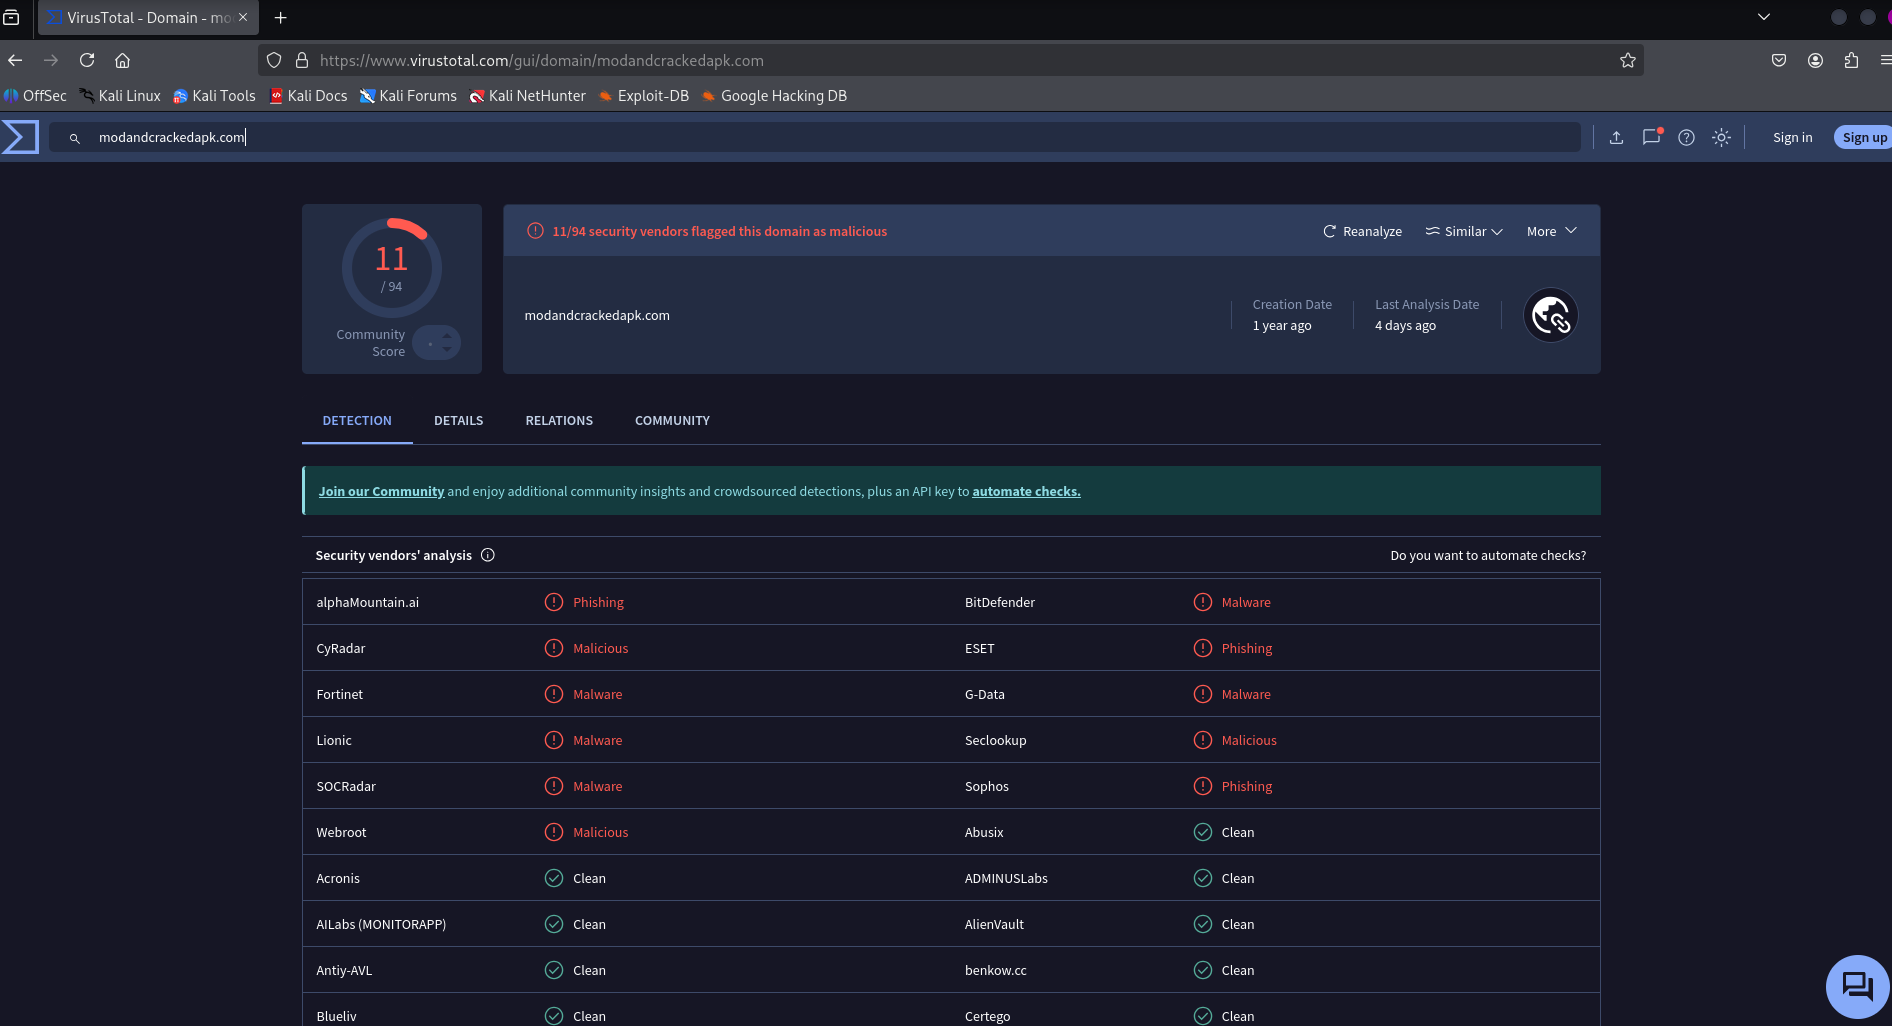 VirusTotal - Domain - mo
https://www.virustotal.com/gui/domain/modandcrackedapk.com
OffSec Kali Linux Kali Tools Kali Docs Kali Forums Kali NetHunter Exploit-DB Google Hacking DB
modandcrackedapk.com
Sign in Sign up
11
/ 94
Community
Score
11/94 security vendors flagged this domain as malicious
Reanalyze Similar More
modandcrackedapk.com
Creation Date
1 year ago
Last Analysis Date
4 days ago
DETECTION DETAILS RELATIONS COMMUNITY
Join our Community and enjoy additional community insights and crowdsourced detections, plus an API key to automate checks.
Security vendors' analysis Do you want to automate checks?
alphaMountain.ai Phishing BitDefender Malware
CyRadar Malicious ESET Phishing
Fortinet Malware G-Data Malware
Lionic Malware Seclookup Malicious
SOCRadar Malware Sophos Phishing
Webroot Malicious Abusix Clean
Acronis Clean ADMINUSLabs Clean
AILabs (MONITORAPP) Clean AlienVault Clean
Antiy-AVL Clean benkow.cc Clean
Blueliv Clean Certego Clean